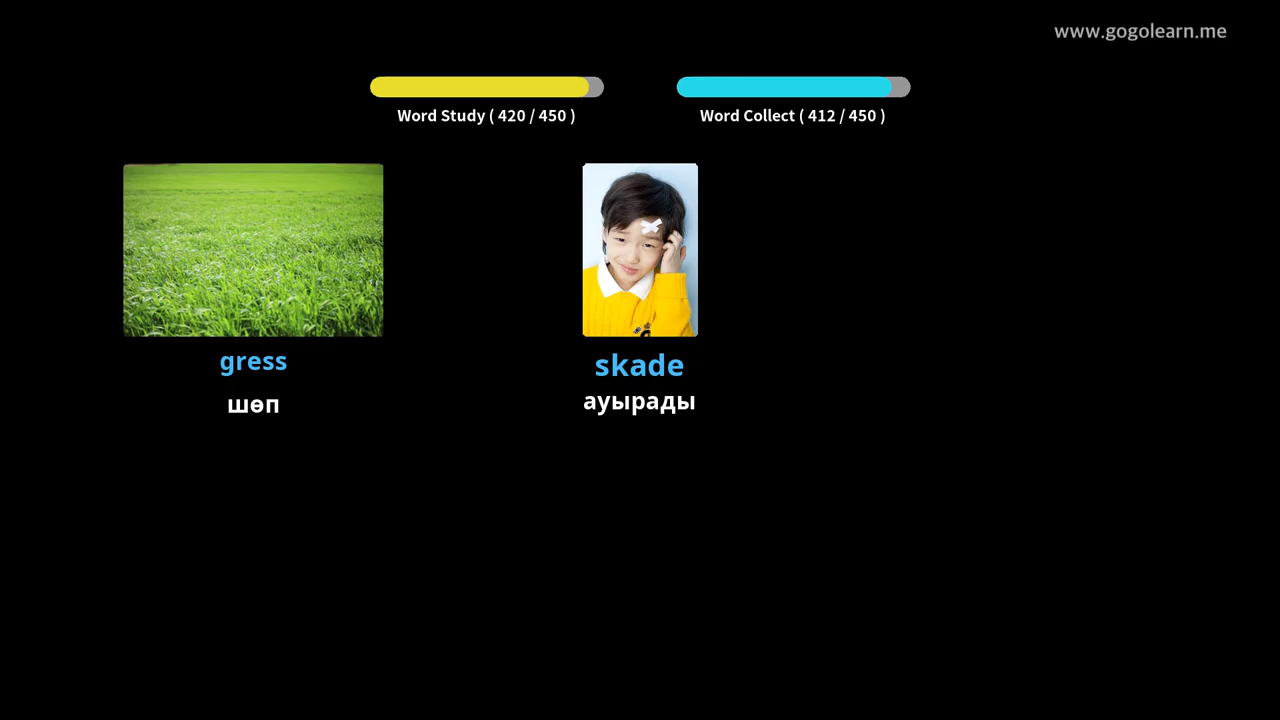 www.gogolearn.me
Word Study ( 420 / 450 )
Word Collect ( 412 / 450 )
gress
шөп
skade
ауырады